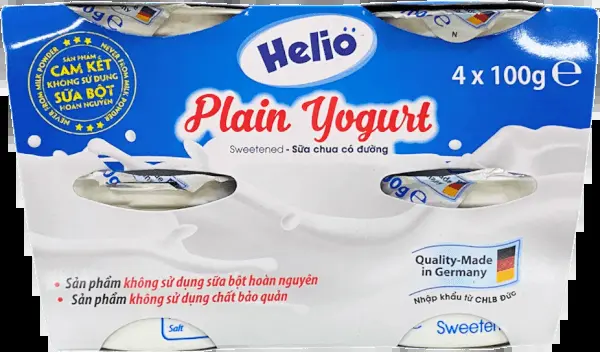 Helio
4 x 100g ℮
NEVER FROM MILK POWDER
SẢN PHẨM
CAM KẾT
KHÔNG SỬ DỤNG
SỮA BỘT
HOÀN NGUYÊN
NEVER FROM MILK POWDER
Plain Yogurt
Sweetened - Sữa chua có đường
Quality-Made
in Germany
Nhập khẩu từ CHLB ĐỨC
• Sản phẩm không sử dụng sữa bột hoàn nguyên
• Sản phẩm không sử dụng chất bảo quản
Salt